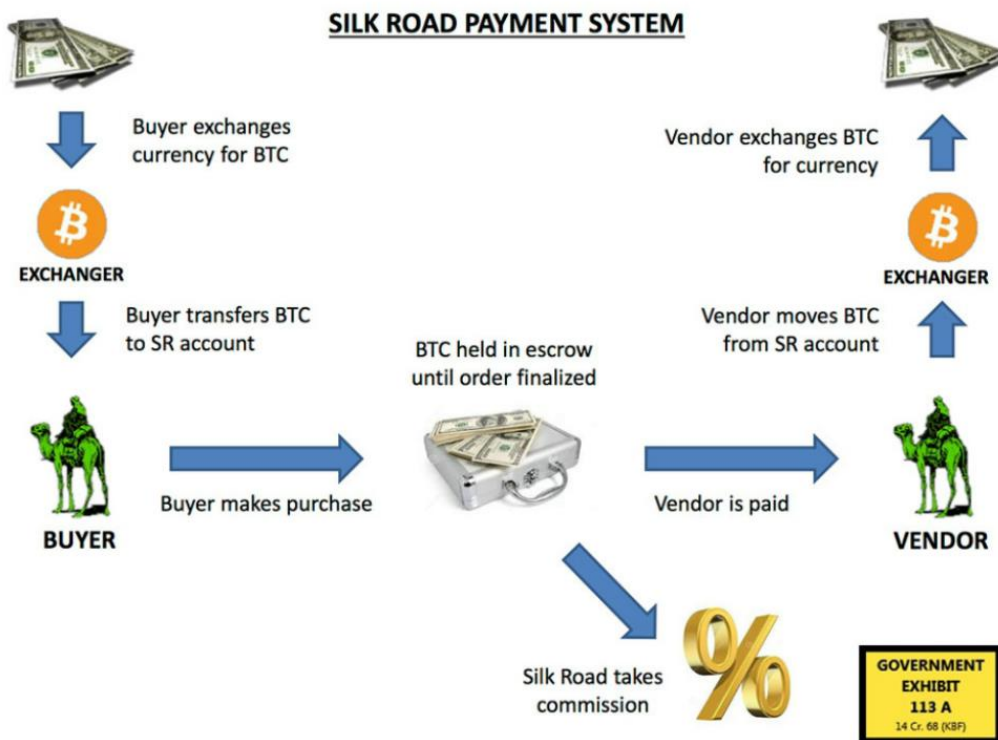 SILK ROAD PAYMENT SYSTEM
Buyer exchanges
currency for BTC
EXCHANGER
Buyer transfers BTC
to SR account
BUYER
Buyer makes purchase
BTC held in escrow
until order finalized
Silk Road takes
commission
Vendor is paid
VENDOR
Vendor moves BTC
from SR account
EXCHANGER
Vendor exchanges BTC
for currency
GOVERNMENT
EXHIBIT
113 A
14 Cr. 68 (KBF)